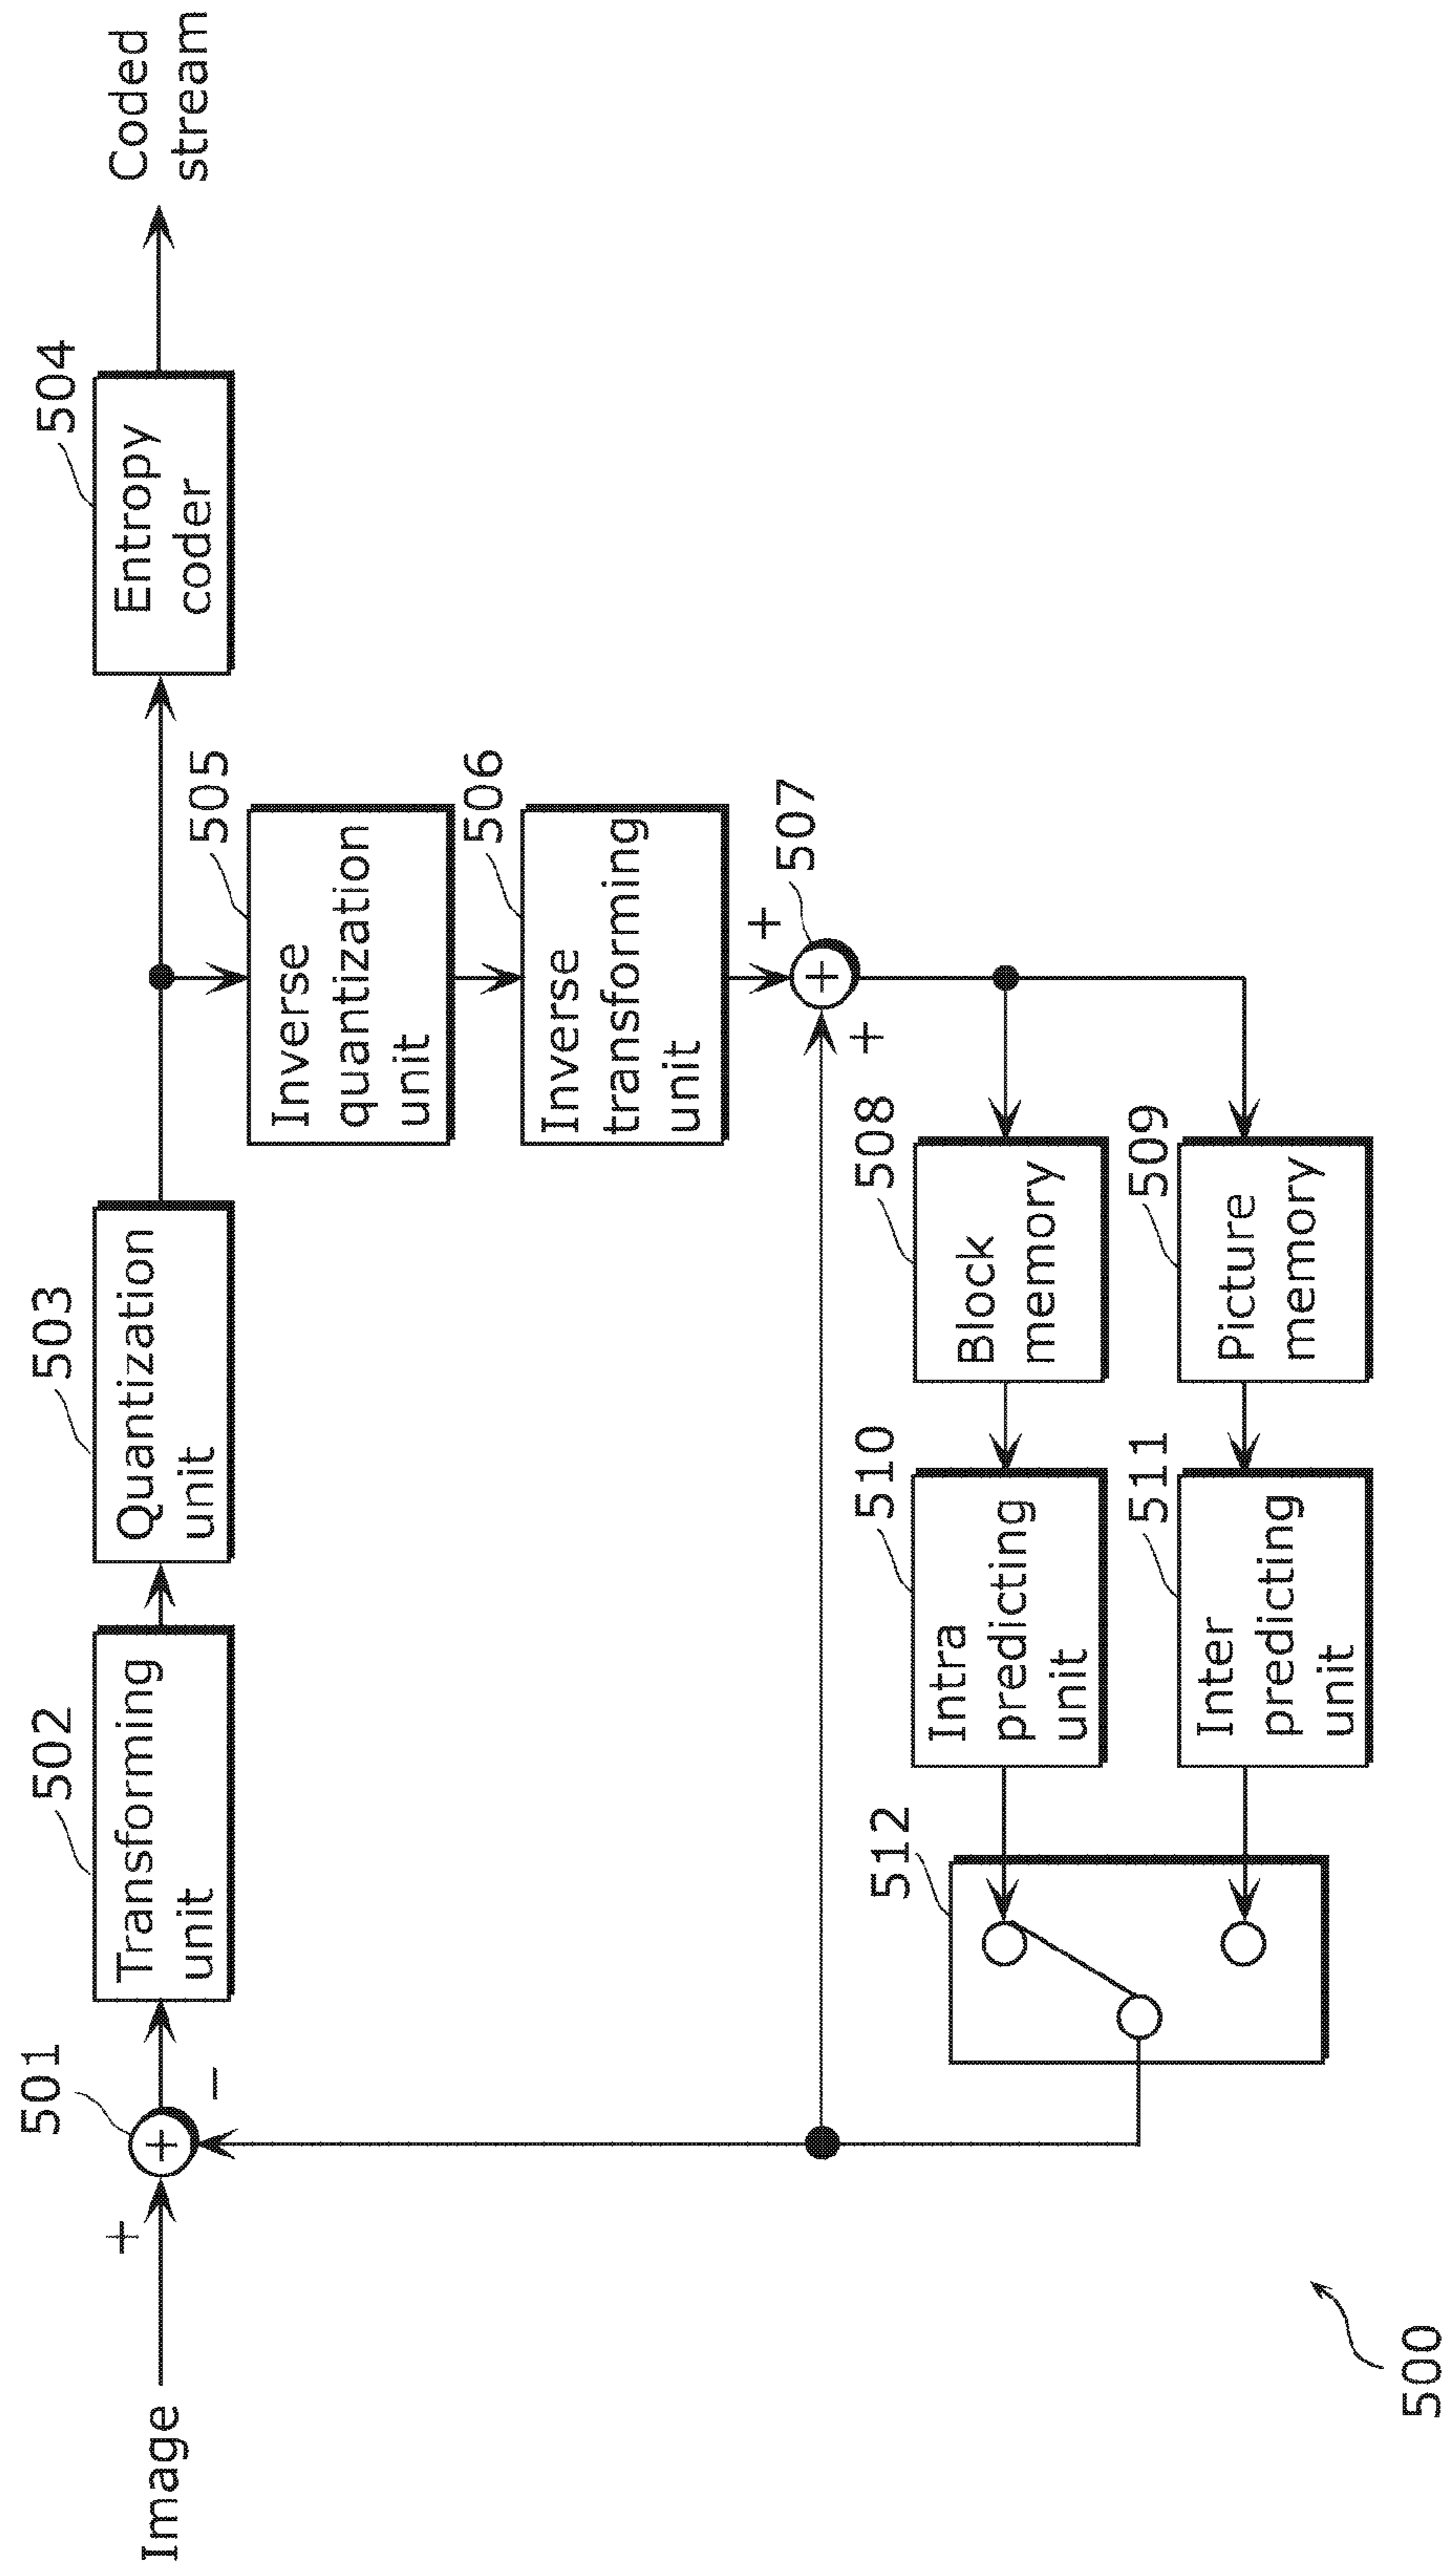 501
502
503
504
Image
+
+
−
Transforming
unit
Quantization
unit
Entropy
coder
Coded
stream
505
Inverse
quantization
unit
506
Inverse
transforming
unit
+
507
+
+
512
510
Intra
predicting
unit
508
Block
memory
511
Inter
predicting
unit
509
Picture
memory
500